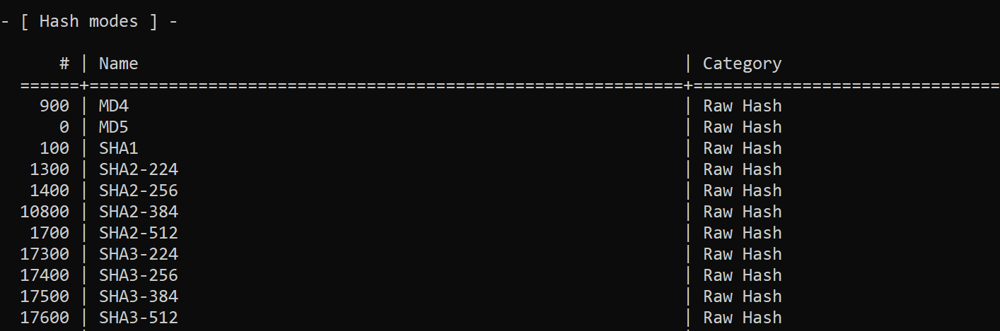 - [ Hash modes ] -
# | Name | Category
======+============================================================+===============================
900 | MD4 | Raw Hash
0 | MD5 | Raw Hash
100 | SHA1 | Raw Hash
1300 | SHA2-224 | Raw Hash
1400 | SHA2-256 | Raw Hash
10800 | SHA2-384 | Raw Hash
1700 | SHA2-512 | Raw Hash
17300 | SHA3-224 | Raw Hash
17400 | SHA3-256 | Raw Hash
17500 | SHA3-384 | Raw Hash
17600 | SHA3-512 | Raw Hash